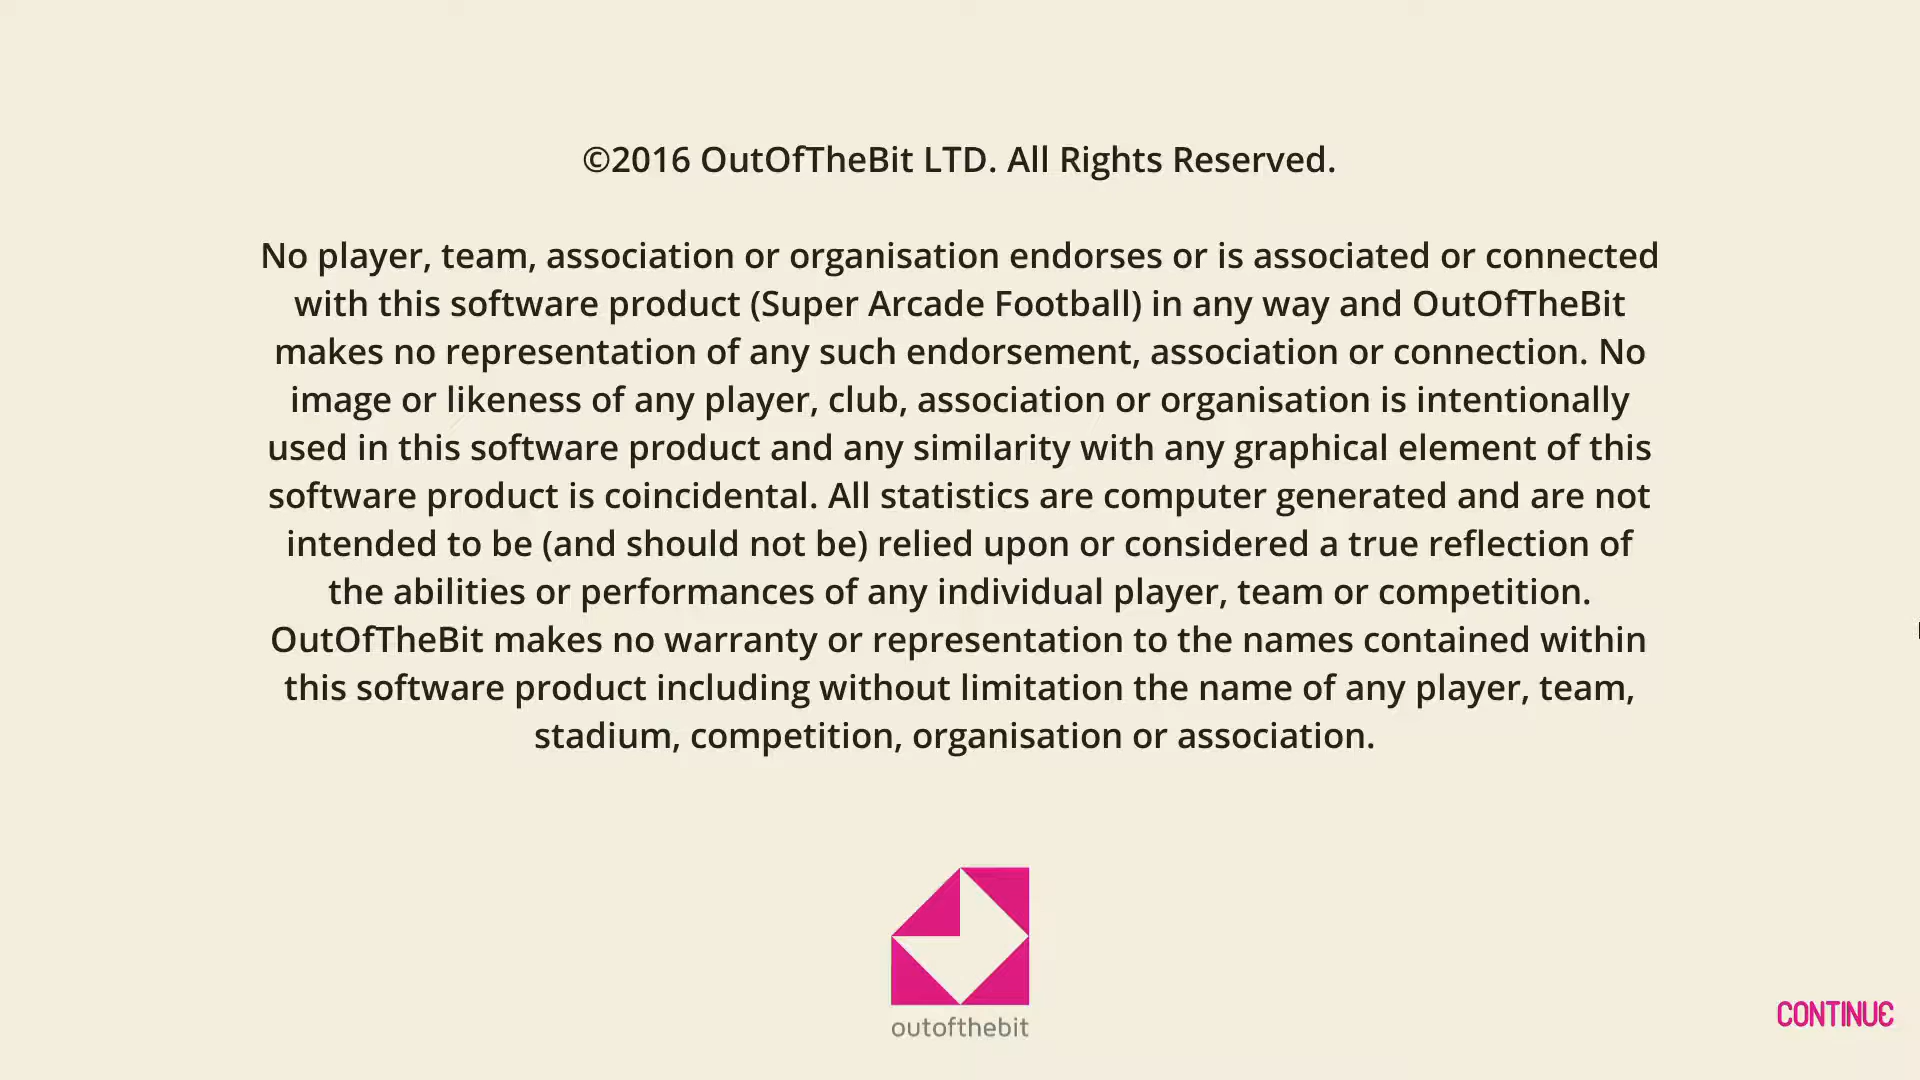 ©2016 OutOfTheBit LTD. All Rights Reserved.
No player, team, association or organisation endorses or is associated or connected
with this software product (Super Arcade Football) in any way and OutOfTheBit
makes no representation of any such endorsement, association or connection. No
image or likeness of any player, club, association or organisation is intentionally
used in this software product and any similarity with any graphical element of this
software product is coincidental. All statistics are computer generated and are not
intended to be (and should not be) relied upon or considered a true reflection of
the abilities or performances of any individual player, team or competition.
OutOfTheBit makes no warranty or representation to the names contained within
this software product including without limitation the name of any player, team,
stadium, competition, organisation or association.
outofthebit
CONTINUE